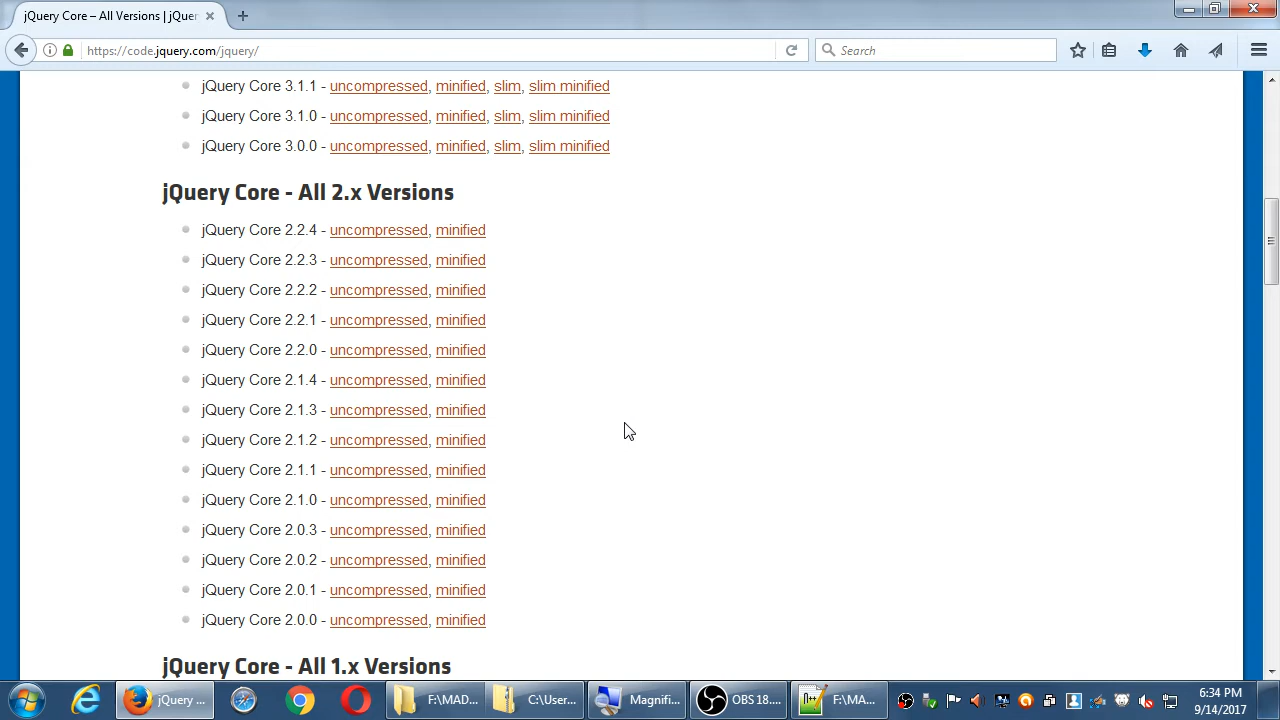 jQuery Core – All Versions | jQuer
https://code.jquery.com/jquery/
Search
jQuery Core 3.1.1 - uncompressed, minified, slim, slim minified
jQuery Core 3.1.0 - uncompressed, minified, slim, slim minified
jQuery Core 3.0.0 - uncompressed, minified, slim, slim minified
jQuery Core - All 2.x Versions
jQuery Core 2.2.4 - uncompressed, minified
jQuery Core 2.2.3 - uncompressed, minified
jQuery Core 2.2.2 - uncompressed, minified
jQuery Core 2.2.1 - uncompressed, minified
jQuery Core 2.2.0 - uncompressed, minified
jQuery Core 2.1.4 - uncompressed, minified
jQuery Core 2.1.3 - uncompressed, minified
jQuery Core 2.1.2 - uncompressed, minified
jQuery Core 2.1.1 - uncompressed, minified
jQuery Core 2.1.0 - uncompressed, minified
jQuery Core 2.0.3 - uncompressed, minified
jQuery Core 2.0.2 - uncompressed, minified
jQuery Core 2.0.1 - uncompressed, minified
jQuery Core 2.0.0 - uncompressed, minified
jQuery Core - All 1.x Versions
jQuery ...
F:\MAD...
C:\User...
Magnifi...
OBS 18....
F:\MA...
6:34 PM
9/14/2017